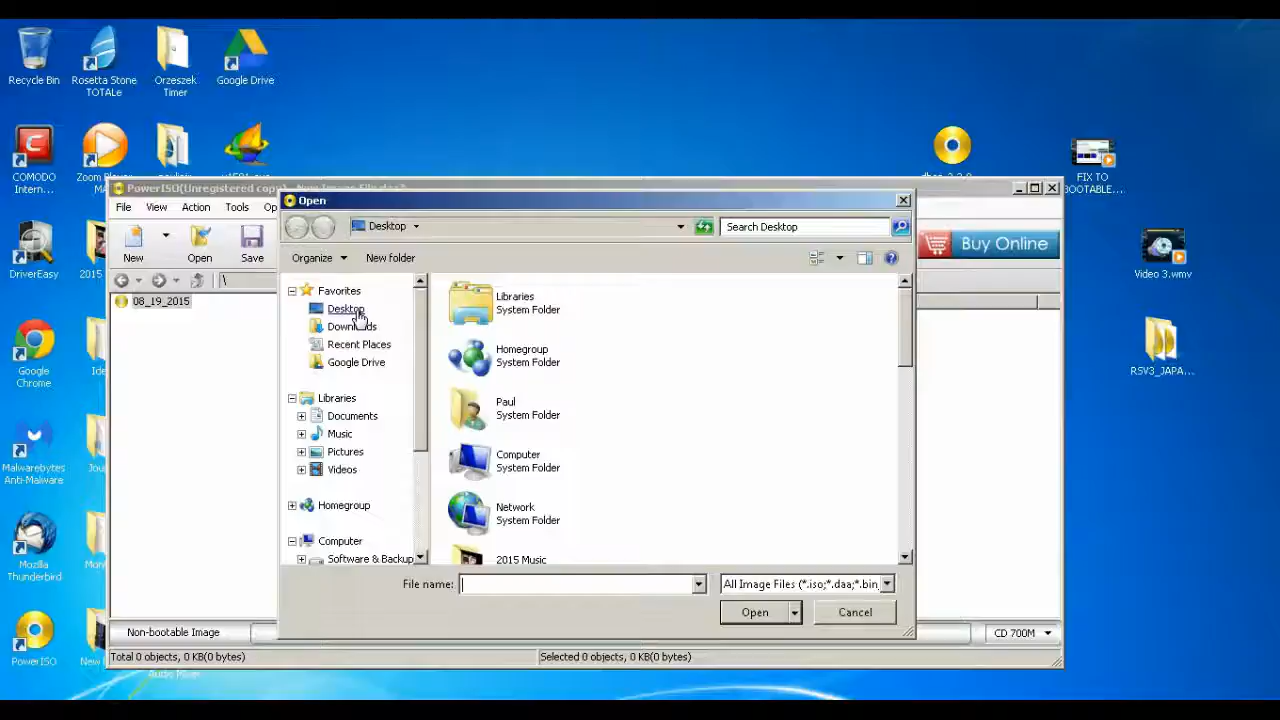 Recycle Bin
Rosetta Stone
TOTALe
Orzeszek
Timer
Google Drive
COMODO
Intern...
Zoom Player
FIX TO
BOOTABLE...
DriverEasy
2015
Video 3.wmv
Google
Chrome
RSV3_JAPA...
Malwarebytes
Anti-Malware
Mozilla
Thunderbird
PowerISO
New
PowerISO(Unregistered copy)
File
View
Action
Tools
New
Open
Save
Buy Online
\
08_19_2015
Open
Desktop
Search Desktop
Organize
New folder
Favorites
Desktop
Downloads
Recent Places
Google Drive
Libraries
Documents
Music
Pictures
Videos
Homegroup
Computer
Software & Backup
Libraries
System Folder
Homegroup
System Folder
Paul
System Folder
Computer
System Folder
Network
System Folder
2015 Music
File name:
All Image Files (*.iso;*.daa;*.bin
Open
Cancel
Non-bootable Image
CD 700M
Total 0 objects, 0 KB(0 bytes)
Selected 0 objects, 0 KB(0 bytes)